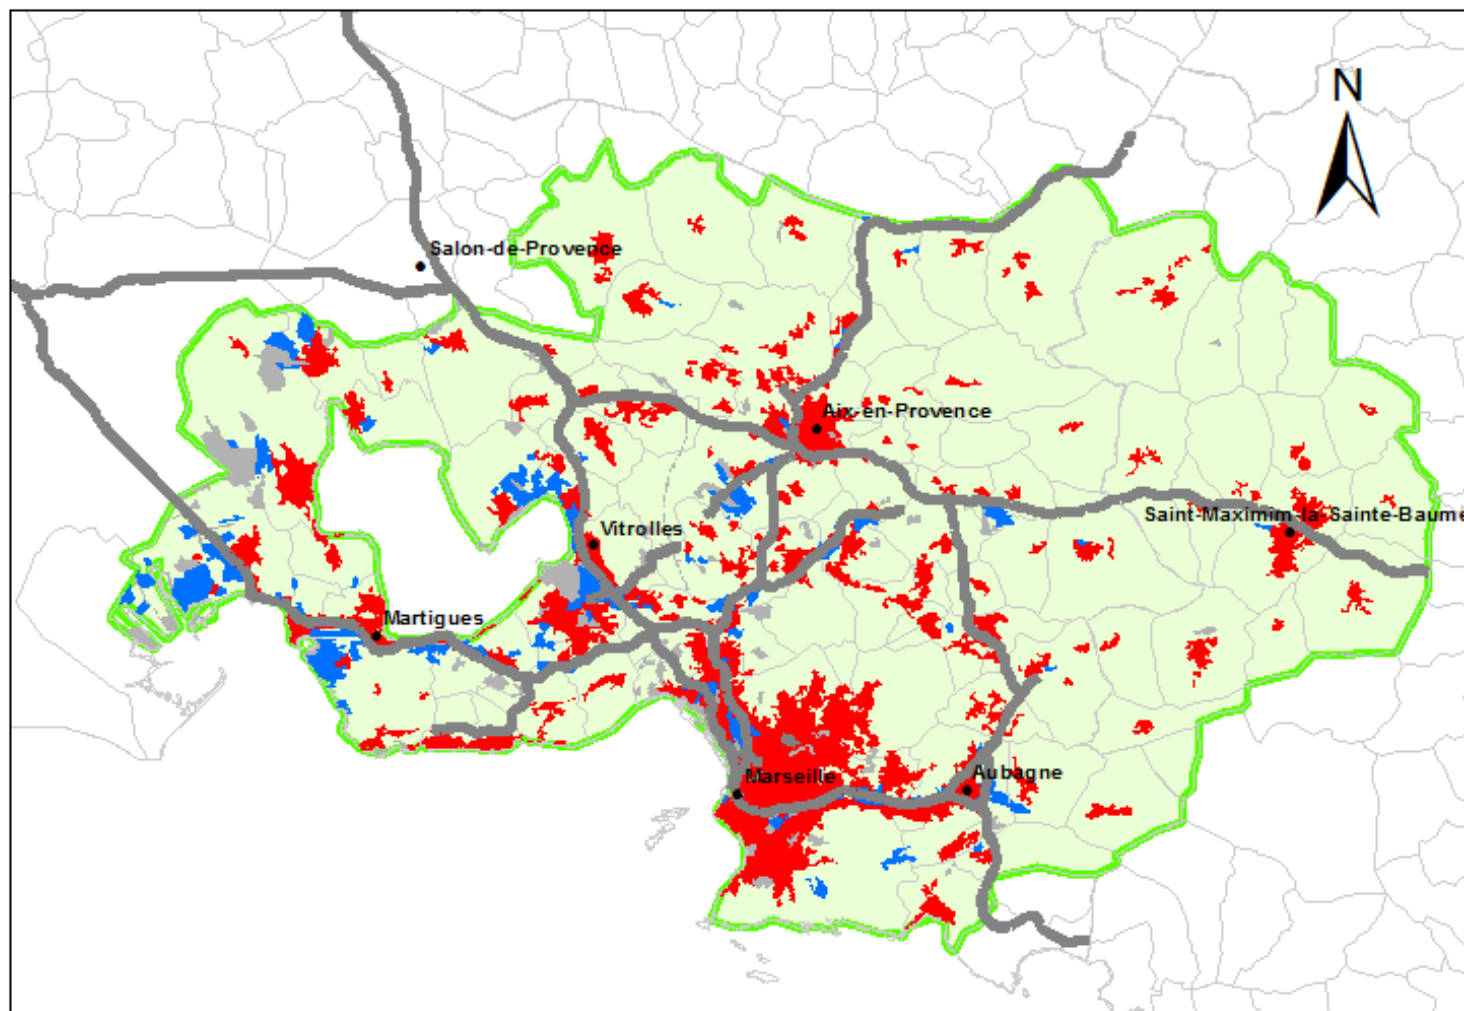 N
Salon-de-Provence
Aix-en-Provence
Saint-Maximim-la-Sainte-Baume
Vitrolles
Martigues
Marseille
Aubagne